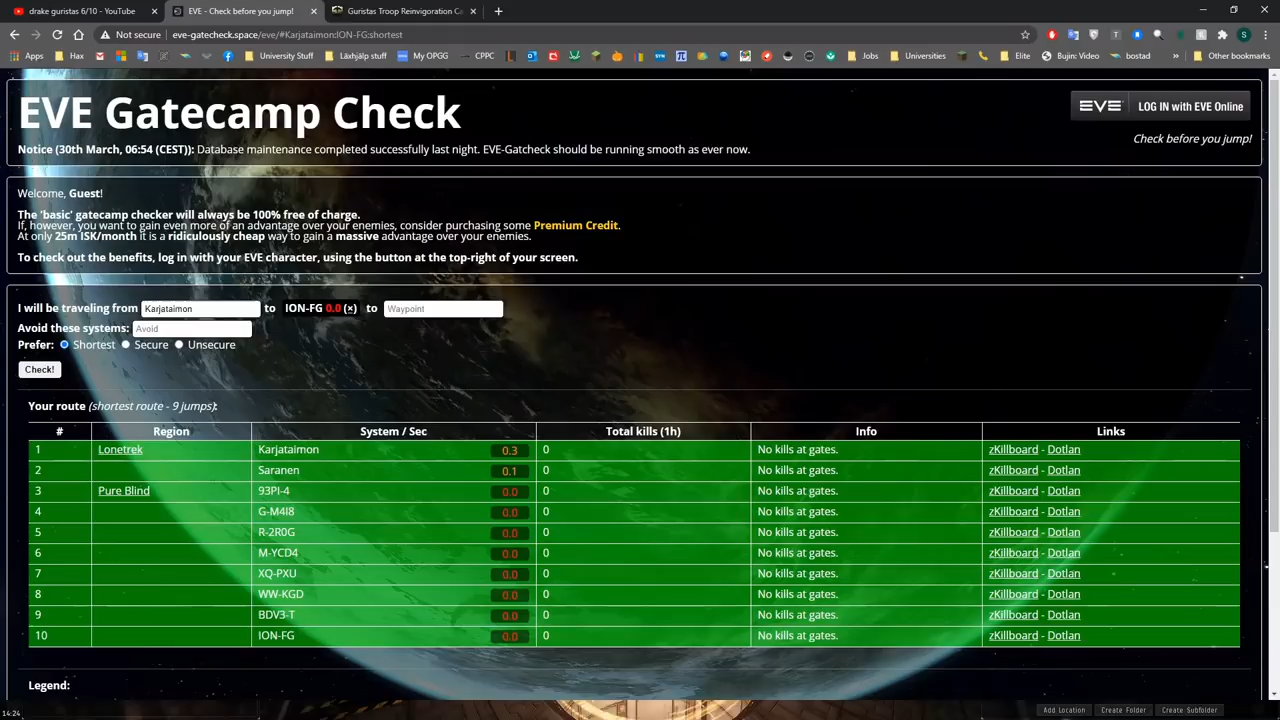 drake guristas 6/10 - YouTube
EVE - Check before you jump!
Guristas Troop Reinvigoration Ca
Not secure
eve-gatecheck.space/eve/#Karjataimon:ION-FG:shortest
Apps
Hax
University Stuff
Läxhjälp stuff
My OPGG
CPPC
Jobs
Universities
Elite
Bujinc Video
bostad
»
Other bookmarks
EVE Gatecamp Check
EVE LOG IN with EVE Online
Check before you jump!
Notice (30th March, 06:54 (CEST)): Database maintenance completed successfully last night. EVE-Gatcheck should be running smooth as ever now.
Welcome, Guest!
The 'basic' gatecamp checker will always be 100% free of charge.
If, however, you want to gain even more of an advantage over your enemies, consider purchasing some Premium Credit.
At only 25m ISK/month it is a ridiculously cheap way to gain a massive advantage over your enemies.
To check out the benefits, log in with your EVE character, using the button at the top-right of your screen.
I will be traveling from Karjataimon to ION-FG 0.0 (×) to Waypoint
Avoid these systems: Avoid
Prefer: Shortest Secure Unsecure
Check!
Your route (shortest route - 9 jumps):
# Region System / Sec Total kills (1h) Info Links
1 Lonetrek Karjataimon 0.3 0 No kills at gates. zKillboard - Dotlan
2 Saranen 0.1 0 No kills at gates. zKillboard - Dotlan
3 Pure Blind 93PI-4 0.0 0 No kills at gates. zKillboard - Dotlan
4 G-M4I8 0.0 0 No kills at gates. zKillboard - Dotlan
5 R-2R0G 0.0 0 No kills at gates. zKillboard - Dotlan
6 M-YCD4 0.0 0 No kills at gates. zKillboard - Dotlan
7 XQ-PXU 0.0 0 No kills at gates. zKillboard - Dotlan
8 WW-KGD 0.0 0 No kills at gates. zKillboard - Dotlan
9 BDV3-T 0.0 0 No kills at gates. zKillboard - Dotlan
10 ION-FG 0.0 0 No kills at gates. zKillboard - Dotlan
Legend:
14:24
Add Location
Create Folder
Create Subfolder